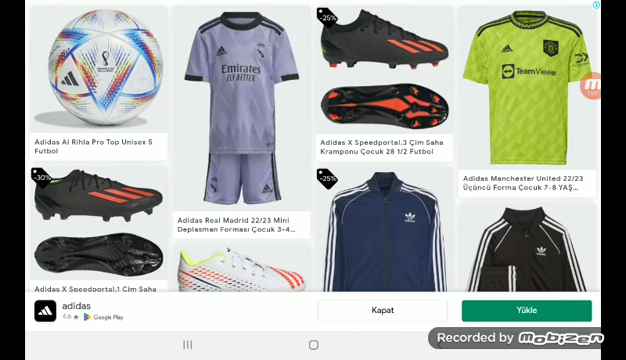 -25%
Emirates
FLY BETTER
TeamViewer
Adidas Al Rihla Pro Top Unisex 5
Futbol
Adidas X Speedportal.3 Çim Saha
Kramponu Çocuk 28 1/2 Futbol
-30%
-25%
Adidas Manchester United 22/23
Üçüncü Forma Çocuk 7-8 YAŞ...
Adidas Real Madrid 22/23 Mini
Deplasman Forması Çocuk 3-4...
Adidas X Speedportal.1 Çim Saha
adidas
4.6 ★ Google Play
Kapat
Yükle
Recorded by Mobizen